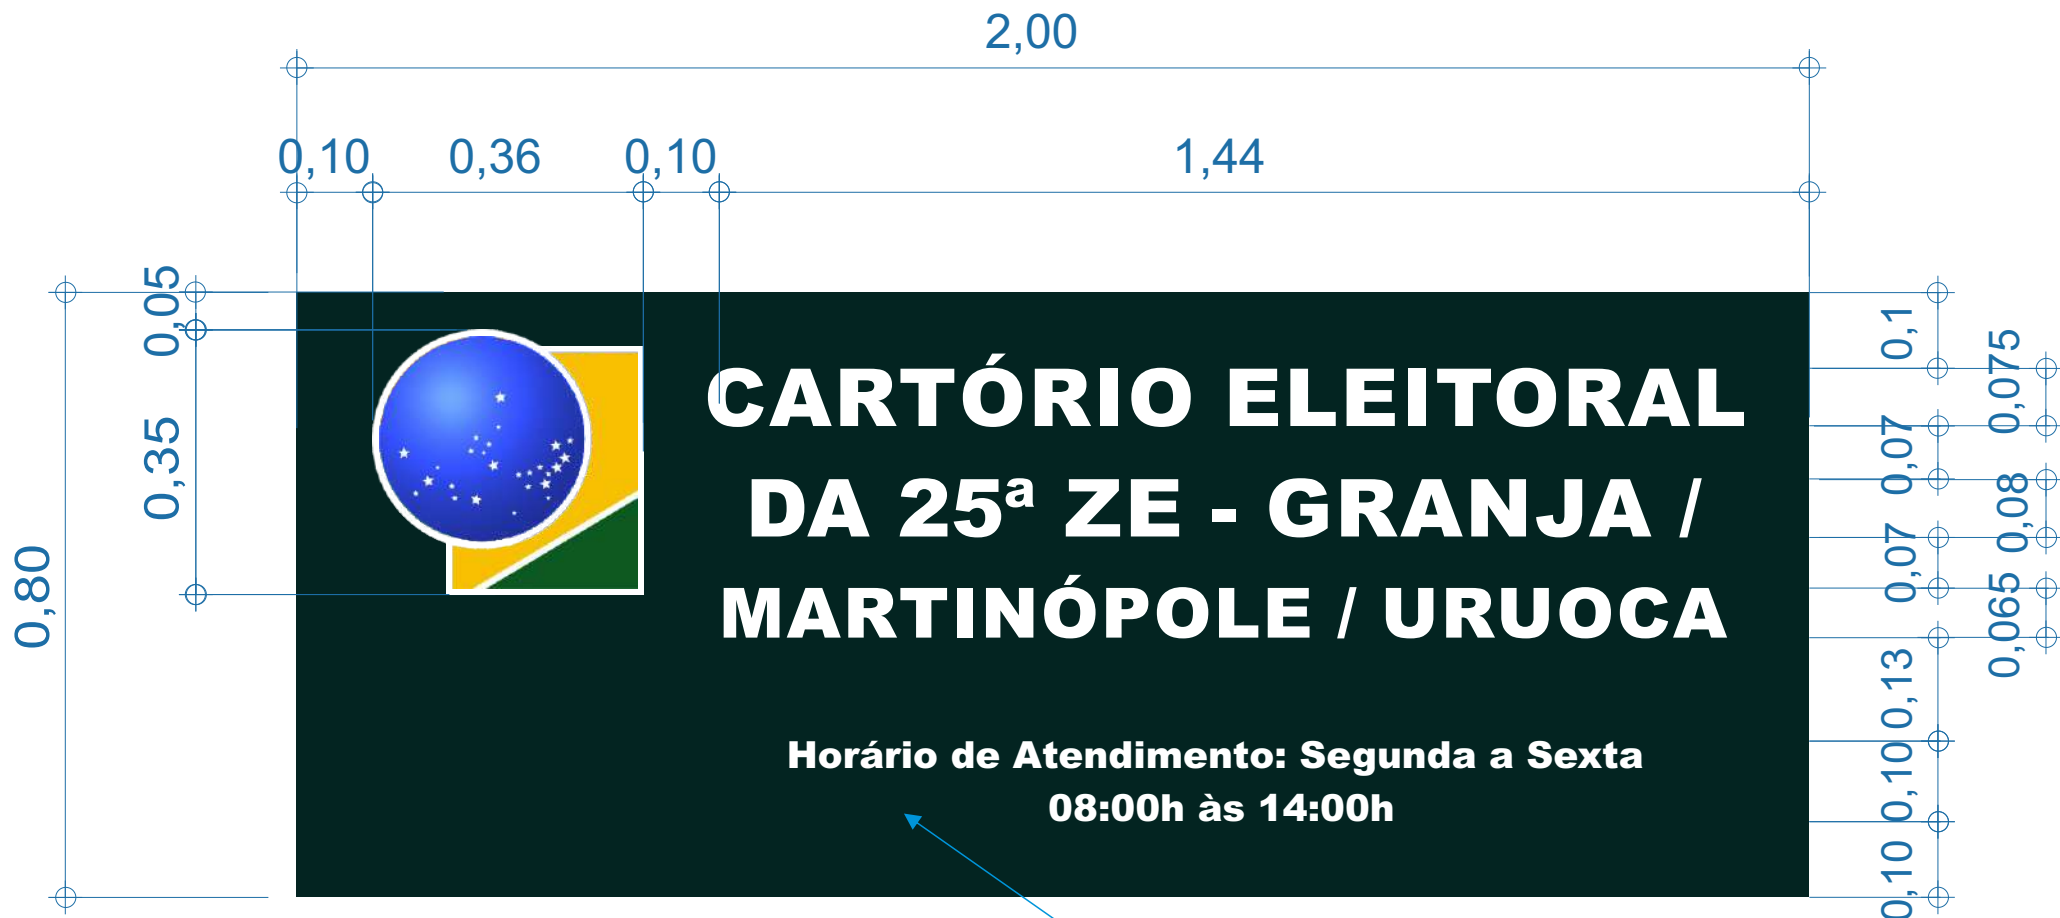 2,00
0,10 0,36 0,10 1,44
0,05
0,35
0,80
CARTÓRIO ELEITORAL
DA 25ª ZE - GRANJA /
MARTINÓPOLE / URUOCA
Horário de Atendimento: Segunda a Sexta
08:00h às 14:00h
0,1
0,075
0,07
0,08
0,07
0,065
0,13
0,10
0,10